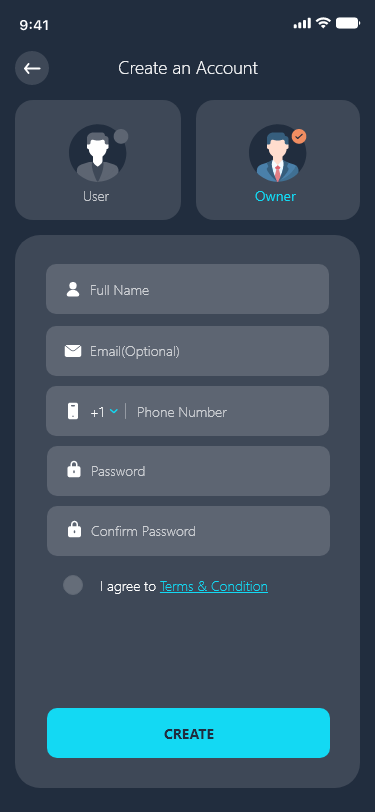 9:41
Create an Account
User
Owner
Full Name
Email(Optional)
+1 Phone Number
Password
Confirm Password
I agree to Terms & Condition
CREATE